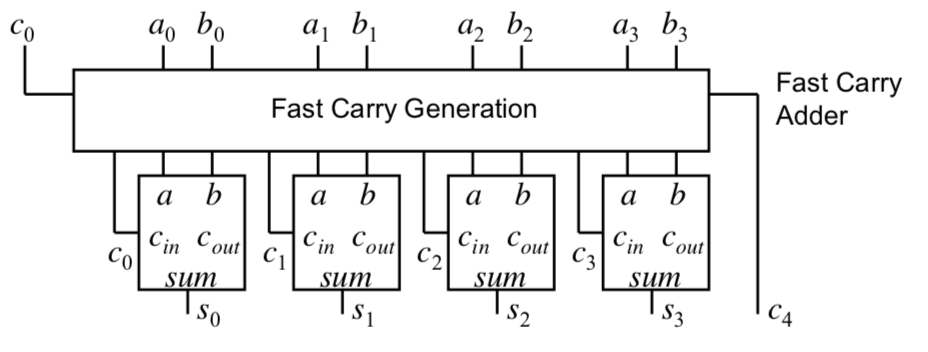 c0 a0 b0 a1 b1 a2 b2 a3 b3
Fast Carry Generation
Fast Carry
Adder
a b a b a b a b
cin cout cin cout cin cout cin cout
c0 c1 c2 c3
sum sum sum sum
s0 s1 s2 s3 c4